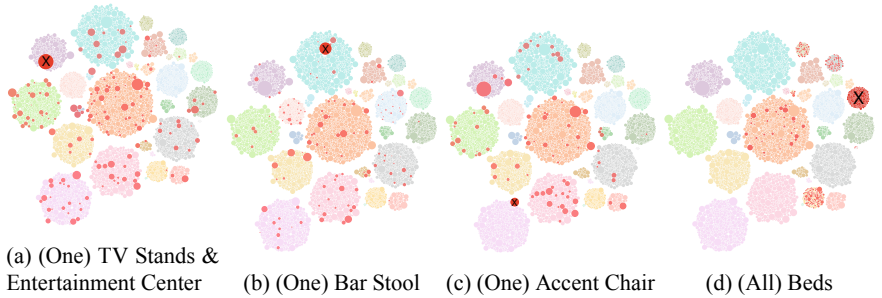 X
X
X
X
(a) (One) TV Stands &
Entertainment Center
(b) (One) Bar Stool
(c) (One) Accent Chair
(d) (All) Beds